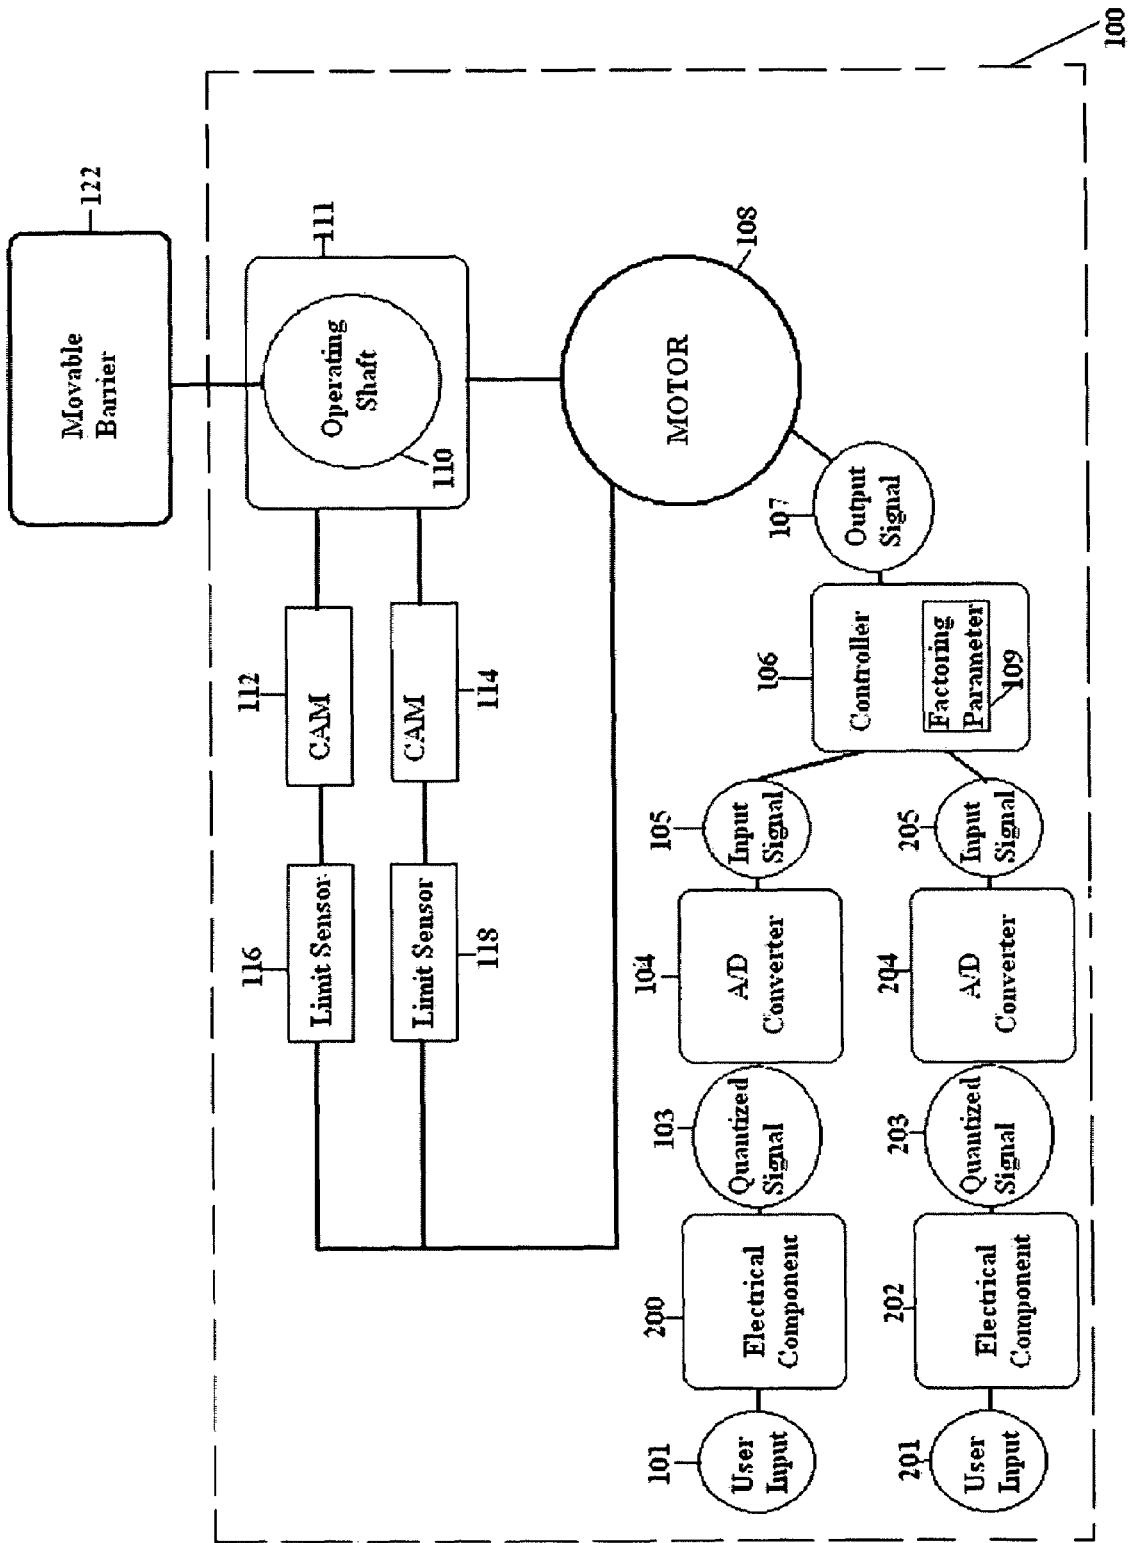 122
Movable
Barrier
111
Operating
Shaft
110
116
Limit Sensor
112
CAM
118
Limit Sensor
114
CAM
108
MOTOR
101
User
Input
200
Electrical
Component
103
Quantized
Signal
104
A/D
Converter
105
Input
Signal
106
Controller
Factoring
Parameter
109
107
Output
Signal
201
User
Input
202
Electrical
Component
203
Quantized
Signal
204
A/D
Converter
205
Input
Signal
100